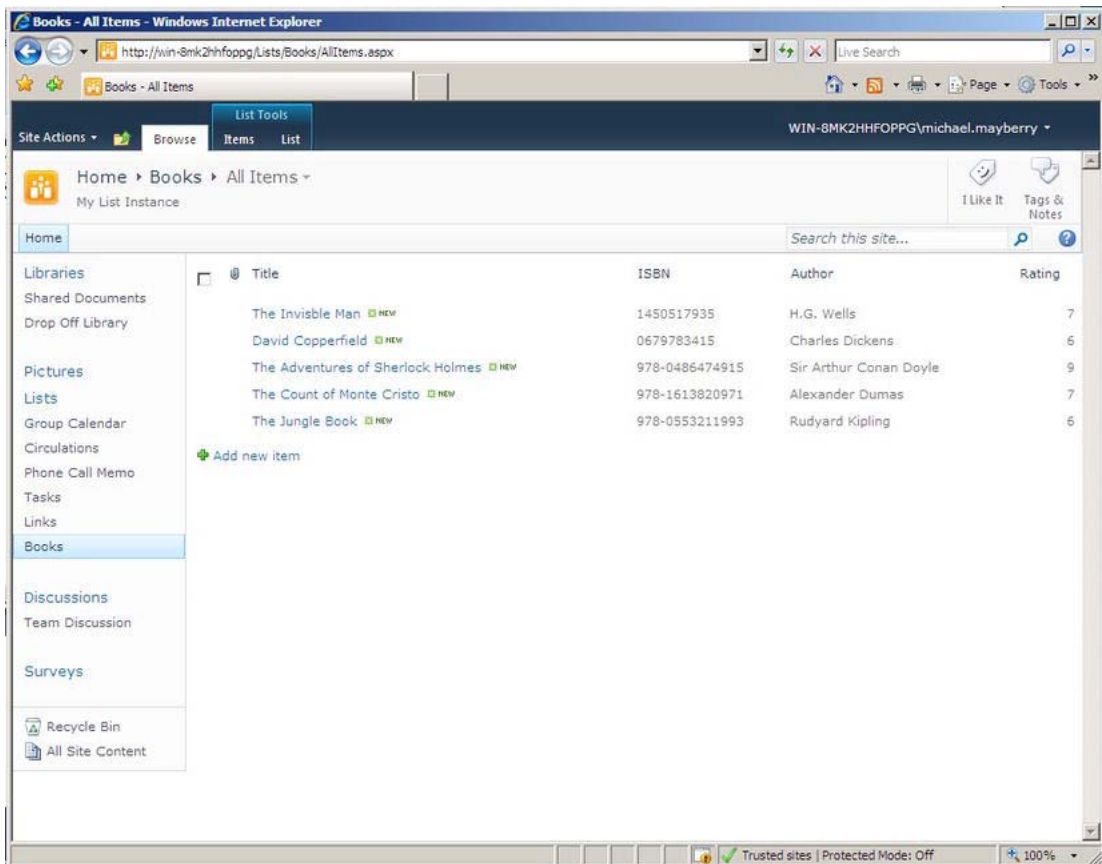 Books - All Items - Windows Internet Explorer
http://win-8mk2hhfoppg/Lists/Books/AllItems.aspx
Live Search
Books - All Items
Page
Tools
List Tools
Site Actions
Browse
Items
List
WIN-8MK2HHFOPPG\michael.mayberry
Home Books All Items
My List Instance
I Like It
Tags &
Notes
Home
Search this site...
Libraries
Shared Documents
Drop Off Library
Pictures
Lists
Group Calendar
Circulations
Phone Call Memo
Tasks
Links
Books
Discussions
Team Discussion
Surveys
Recycle Bin
All Site Content
Title ISBN Author Rating
The Invisble Man NEW 1450517935 H.G. Wells 7
David Copperfield NEW 0679783415 Charles Dickens 6
The Adventures of Sherlock Holmes NEW 978-0486474915 Sir Arthur Conan Doyle 9
The Count of Monte Cristo NEW 978-1613820971 Alexander Dumas 7
The Jungle Book NEW 978-0553211993 Rudyard Kipling 6
Add new item
Trusted sites | Protected Mode: Off
100%